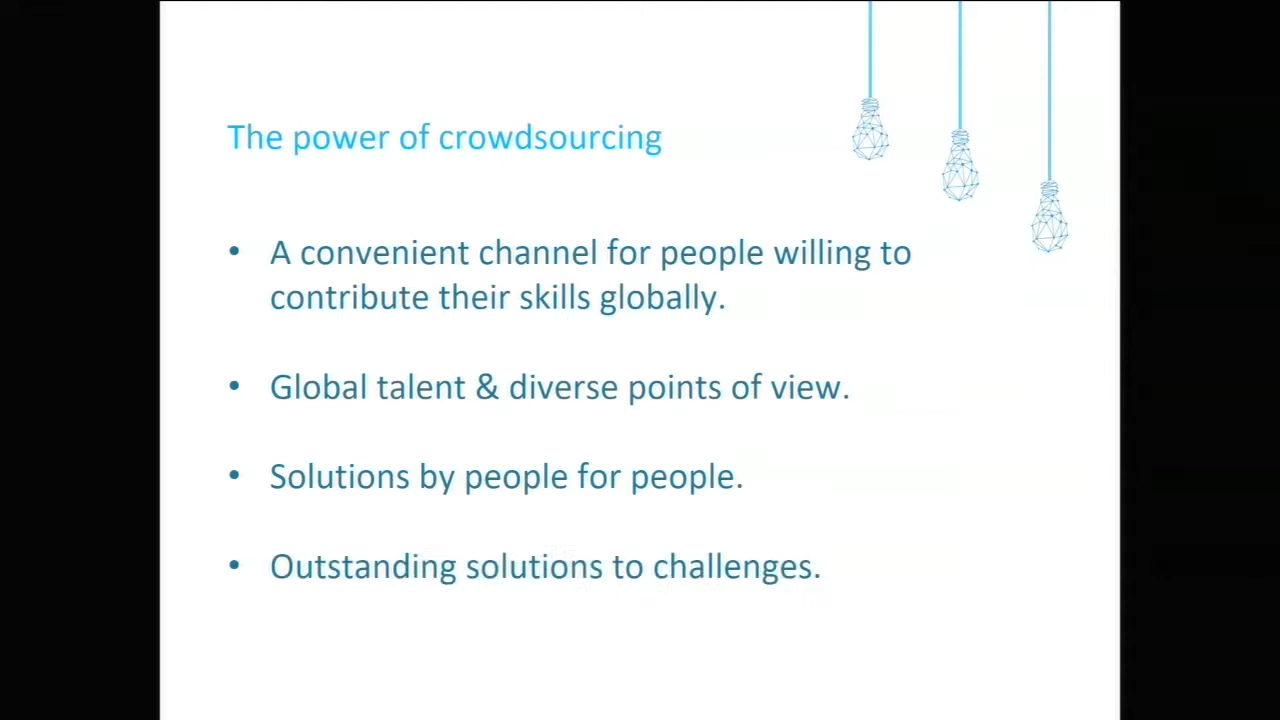 The power of crowdsourcing
• A convenient channel for people willing to
contribute their skills globally.
• Global talent & diverse points of view.
• Solutions by people for people.
• Outstanding solutions to challenges.